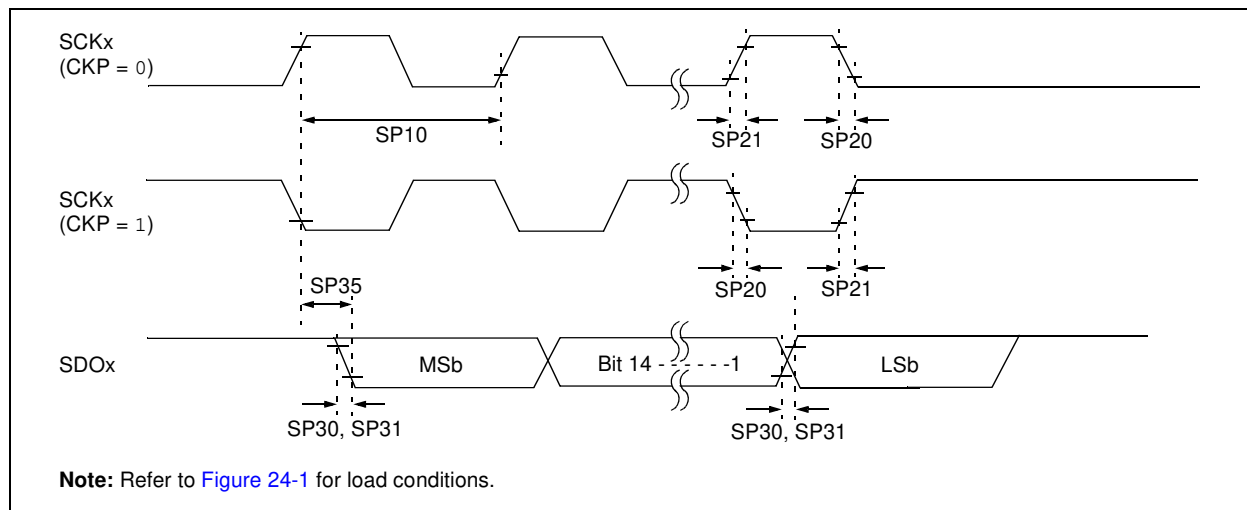 SCKx
(CKP = 0)
SP10
SP21
SP20
SCKx
(CKP = 1)
SP35
SP20
SP21
SDOx
MSb
Bit 14 - - - - - -1
LSb
SP30, SP31
SP30, SP31
Note: Refer to Figure 24-1 for load conditions.